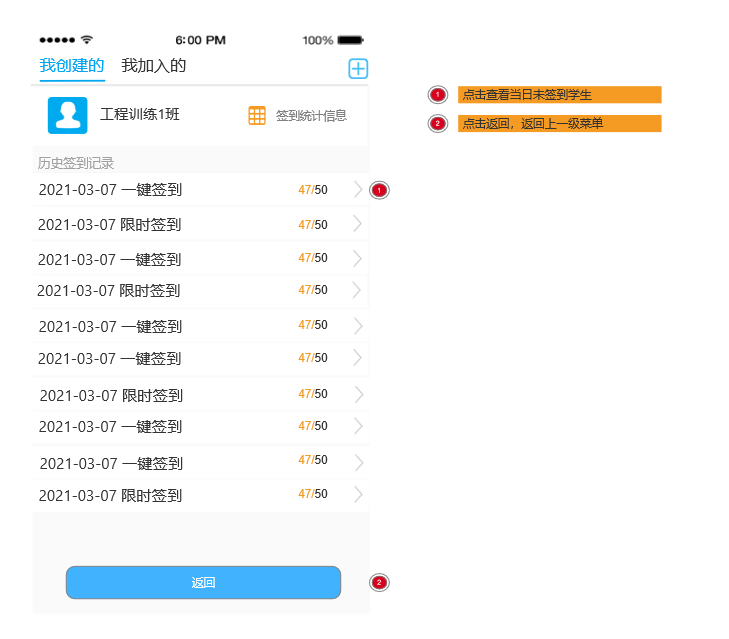 6:00 PM 100%
我创建的 我加入的
工程训练1班 签到统计信息
历史签到记录
2021-03-07 一键签到 47/50 1
2021-03-07 限时签到 47/50
2021-03-07 一键签到 47/50
2021-03-07 限时签到 47/50
2021-03-07 一键签到 47/50
2021-03-07 一键签到 47/50
2021-03-07 限时签到 47/50
2021-03-07 一键签到 47/50
2021-03-07 一键签到 47/50
2021-03-07 限时签到 47/50
返回 2
1 点击查看当日未签到学生
2 点击返回，返回上一级菜单